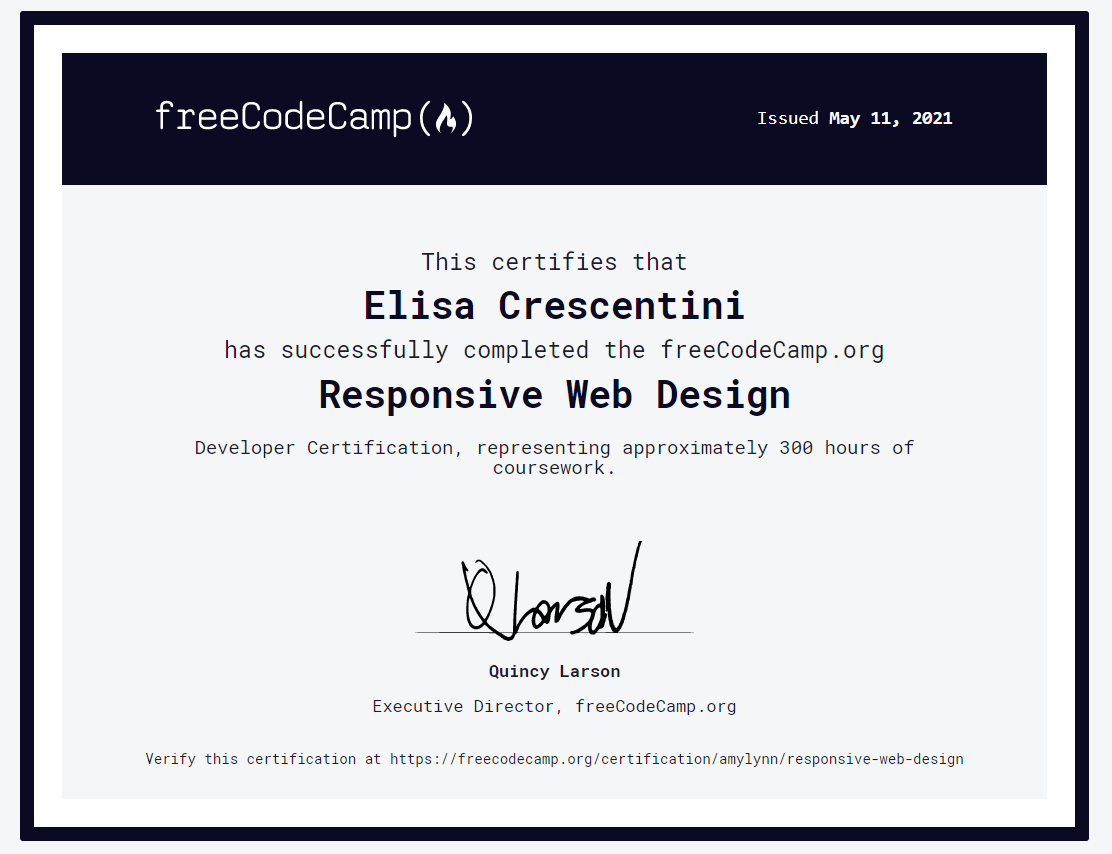 freeCodeCamp(🔥)
Issued May 11, 2021
This certifies that
Elisa Crescentini
has successfully completed the freeCodeCamp.org
Responsive Web Design
Developer Certification, representing approximately 300 hours of
coursework.
Q Larson
Quincy Larson
Executive Director, freeCodeCamp.org
Verify this certification at https://freecodecamp.org/certification/amylynn/responsive-web-design